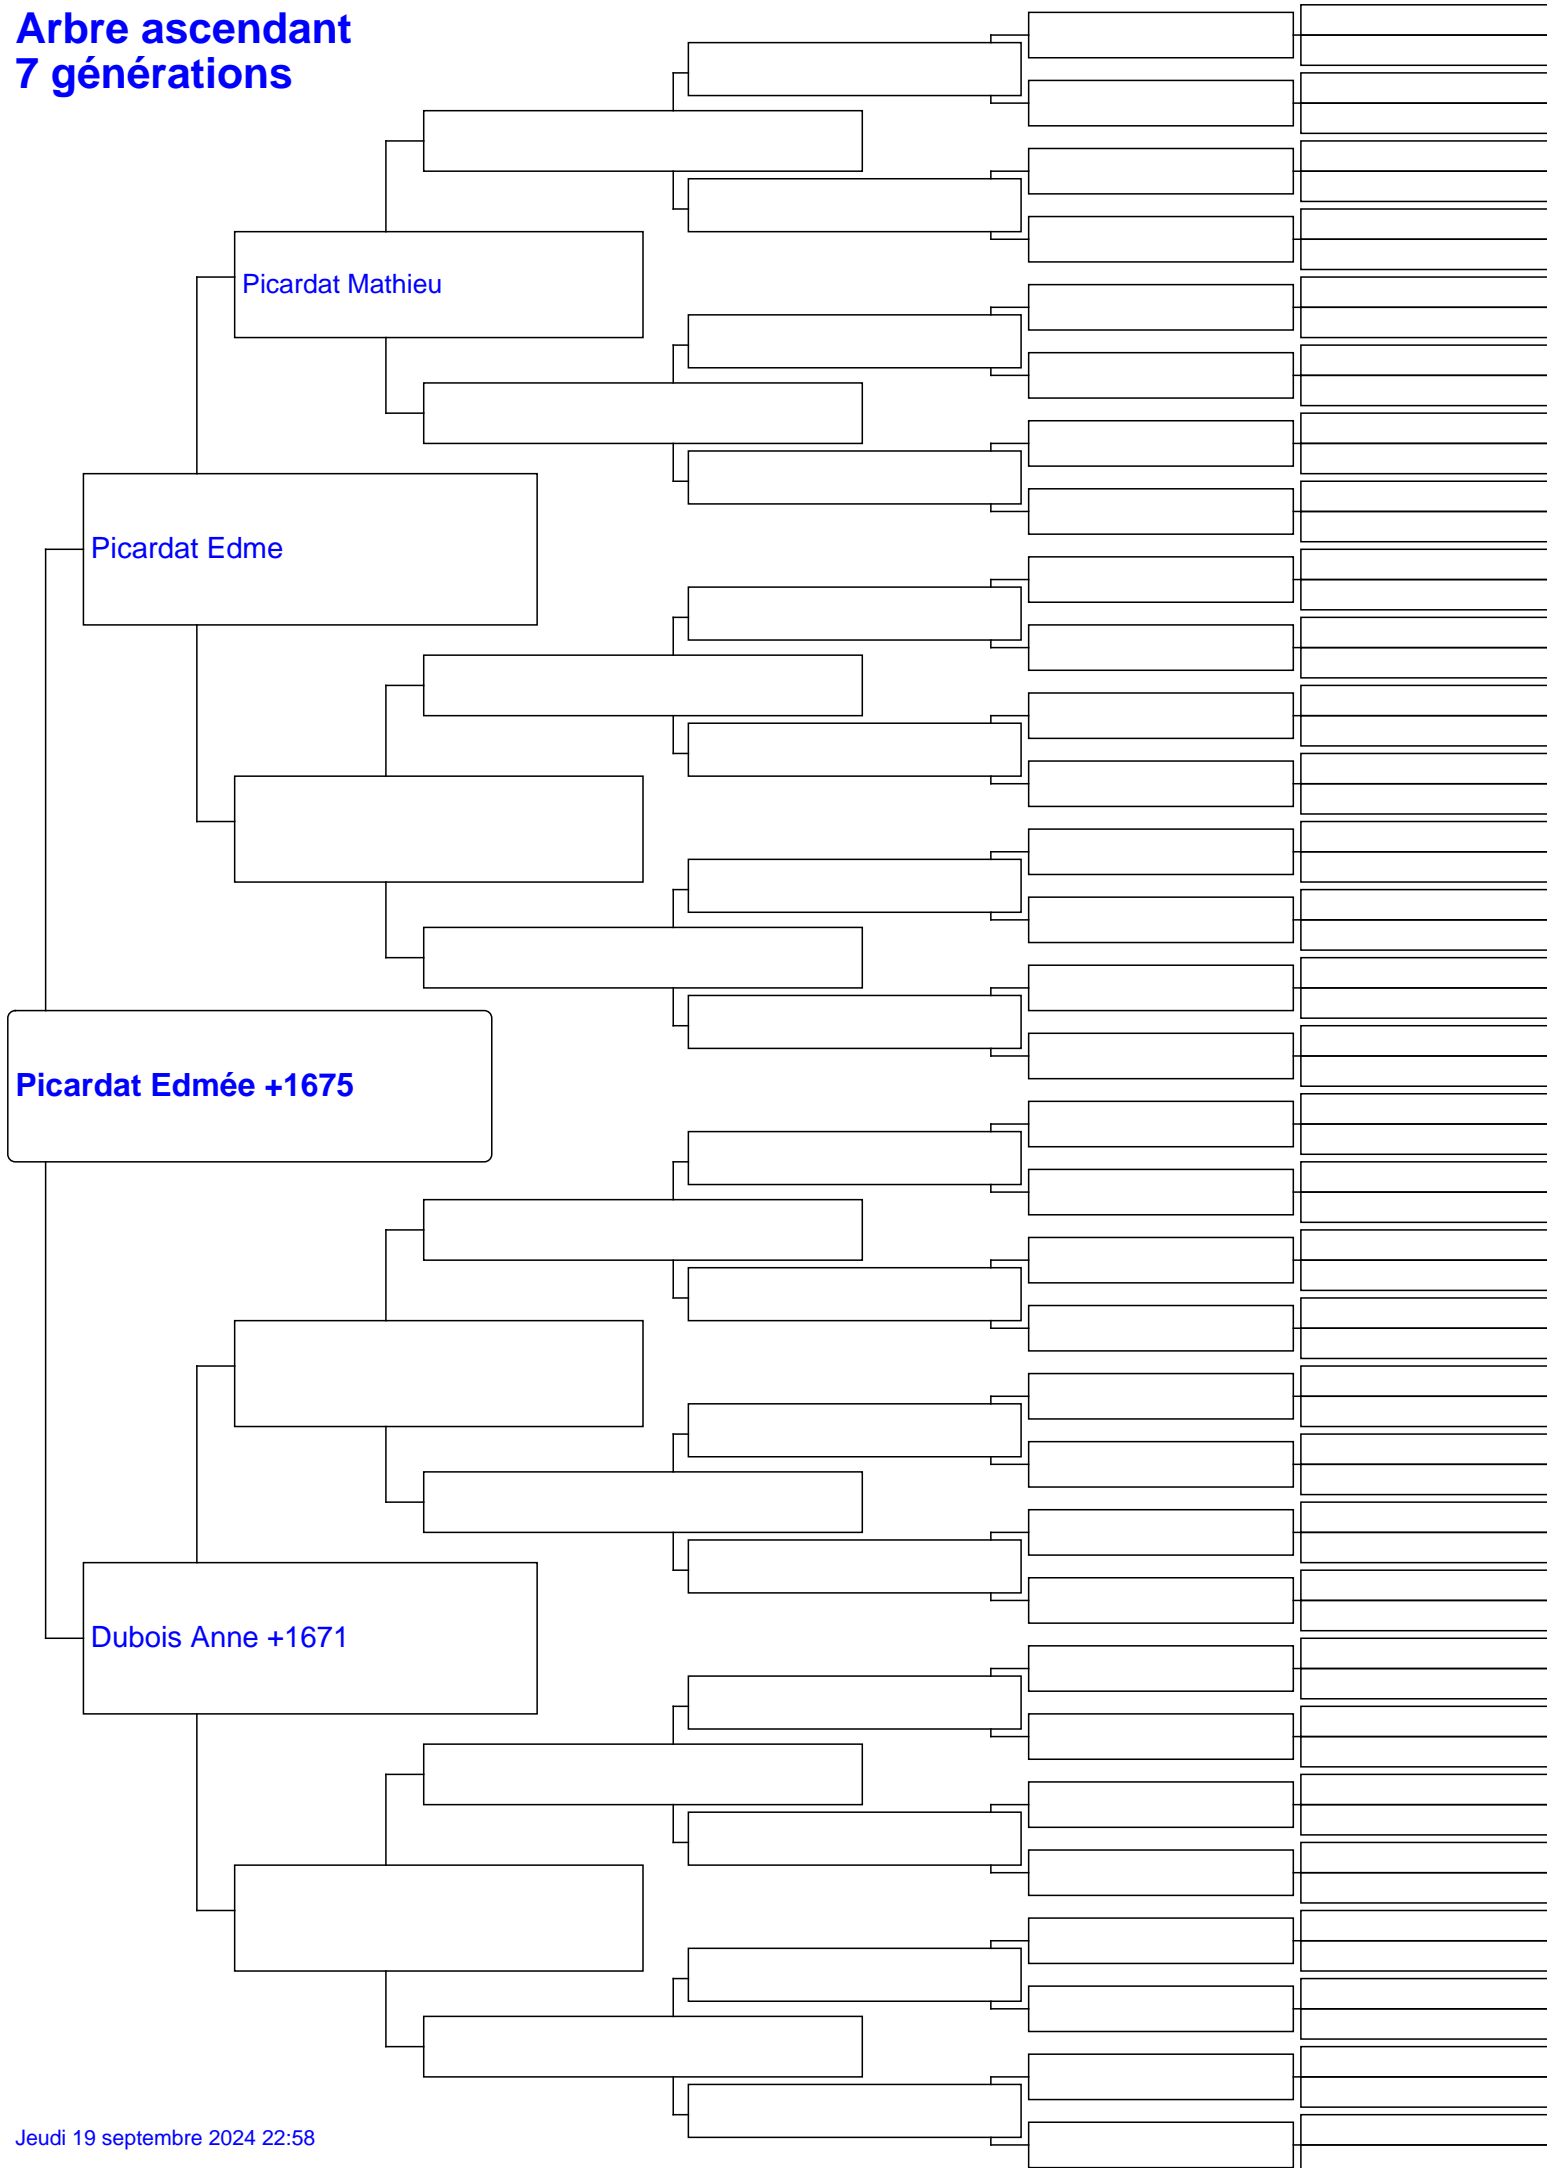 Arbre ascendant
7 générations
Picardat Mathieu
Picardat Edme
Picardat Edmée +1675
Dubois Anne +1671
Jeudi 19 septembre 2024 22:58